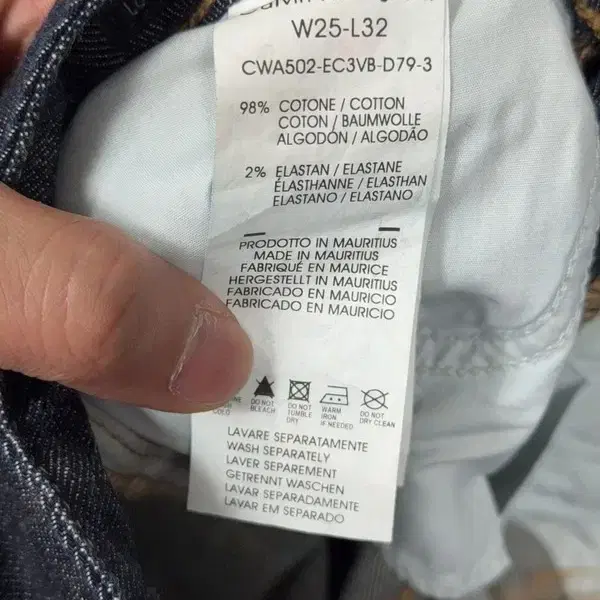 W25-L32
CWA502-EC3VB-D79-3
98% COTONE / COTTON
COTON / BAUMWOLLE
ALGODÓN / ALGODÃO
2% ELASTAN / ELASTANE
ÉLASTHANNE / ELASTHAN
ELASTANO / ELASTANO
PRODOTTO IN MAURITIUS
MADE IN MAURITIUS
FABRIQUÉ EN MAURICE
HERGESTELLT IN MAURITIUS
FABRICADO EN MAURICIO
FABRICADO EM MAURICIO
COLD
DO NOT
BLEACH
DO NOT
TUMBLE
DRY
WARM
IRON
IF NEEDED
DO NOT
DRY CLEAN
LAVARE SEPARATAMENTE
WASH SEPARATELY
LAVER SEPAREMENT
GETRENNT WASCHEN
LAVAR SEPARADAMENTE
LAVAR EM SEPARADO